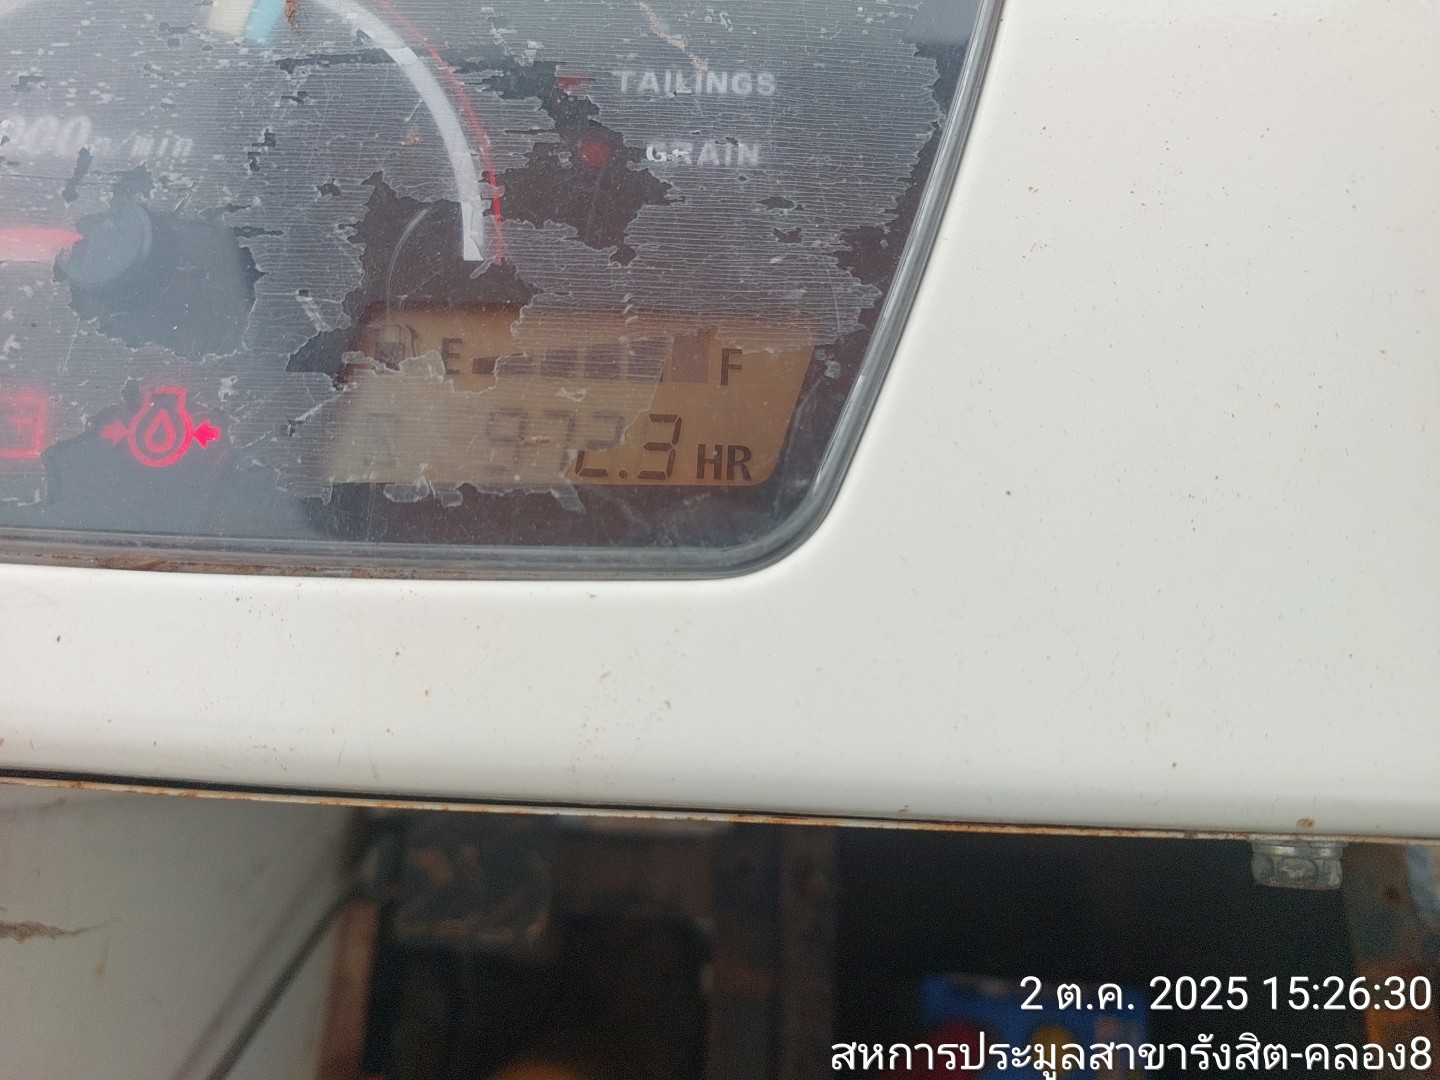 TAILINGS
000 r/min
GRAIN
E F
972.3 HR
2 ต.ค. 2025 15:26:30
สหการประมูลสาขารังสิต-คลอง8